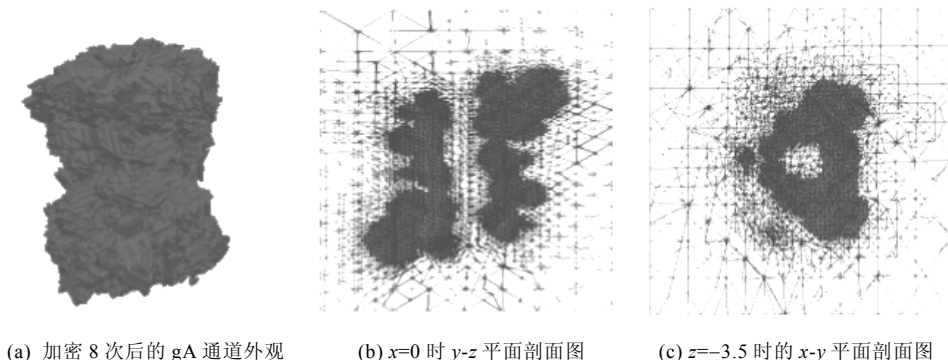 (a) 加密 8 次后的 gA 通道外观
(b) x=0 时 y-z 平面剖面图
(c) z=−3.5 时的 x-y 平面剖面图